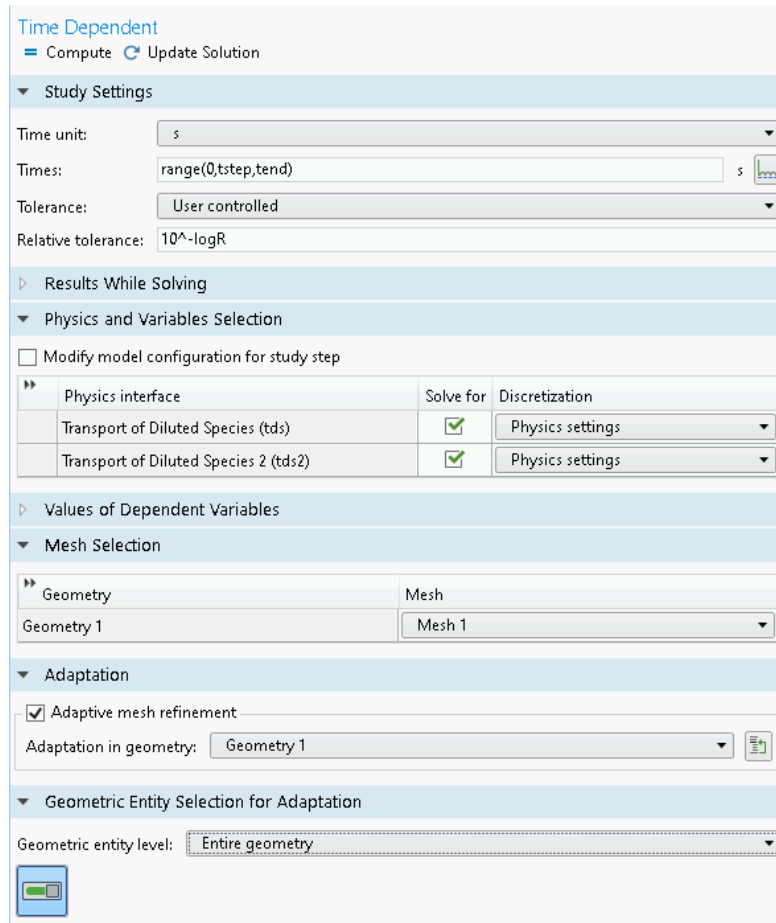 Time Dependent
Compute Update Solution
Study Settings
Time unit: s
Times: range(0,tstep,tend) s
Tolerance: User controlled
Relative tolerance: 10^-logR
Results While Solving
Physics and Variables Selection
Modify model configuration for study step
Physics interface Solve for Discretization
Transport of Diluted Species (tds) Physics settings
Transport of Diluted Species 2 (tds2) Physics settings
Values of Dependent Variables
Mesh Selection
Geometry Mesh
Geometry 1 Mesh 1
Adaptation
Adaptive mesh refinement
Adaptation in geometry: Geometry 1
Geometric Entity Selection for Adaptation
Geometric entity level: Entire geometry